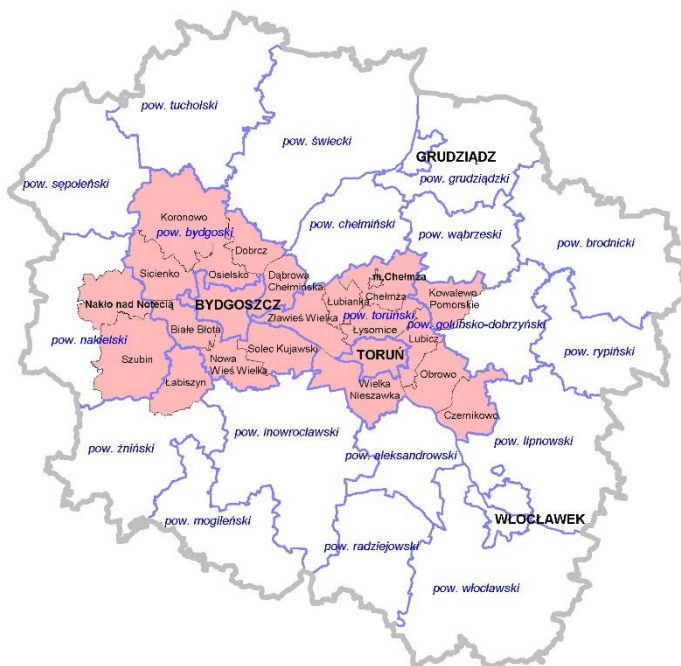 pow. tucholski
pow. świecki
GRUDZIĄDZ
pow. grudziądzki
pow. sępoleński
Koronowo
pow. bydgoski
pow. chełmiński
pow. wąbrzeski
pow. brodnicki
Dobrcz
Sicienko
Osielsko
Dąbrowa
Chełmińska
m.Chełmża
Chełmża
Kowalewo
Pomorskie
Nakło nad Notecią
BYDGOSZCZ
Łubianka
Zławieś Wielka
pow. toruński
pow. golubsko-dobrzyński
Białe Błota
Łysomice
Lubicz
pow. nakielski
Szubin
Nowa
Wieś Wielka
Solec Kujawski
TORUŃ
pow. rypiński
Łabiszyn
Wielka
Nieszawka
Obrowo
Czernikowo
pow. inowrocławski
pow. lipnowski
pow. żniński
pow. aleksandrowski
WŁOCŁAWEK
pow. mogileński
pow. radziejowski
pow. włocławski